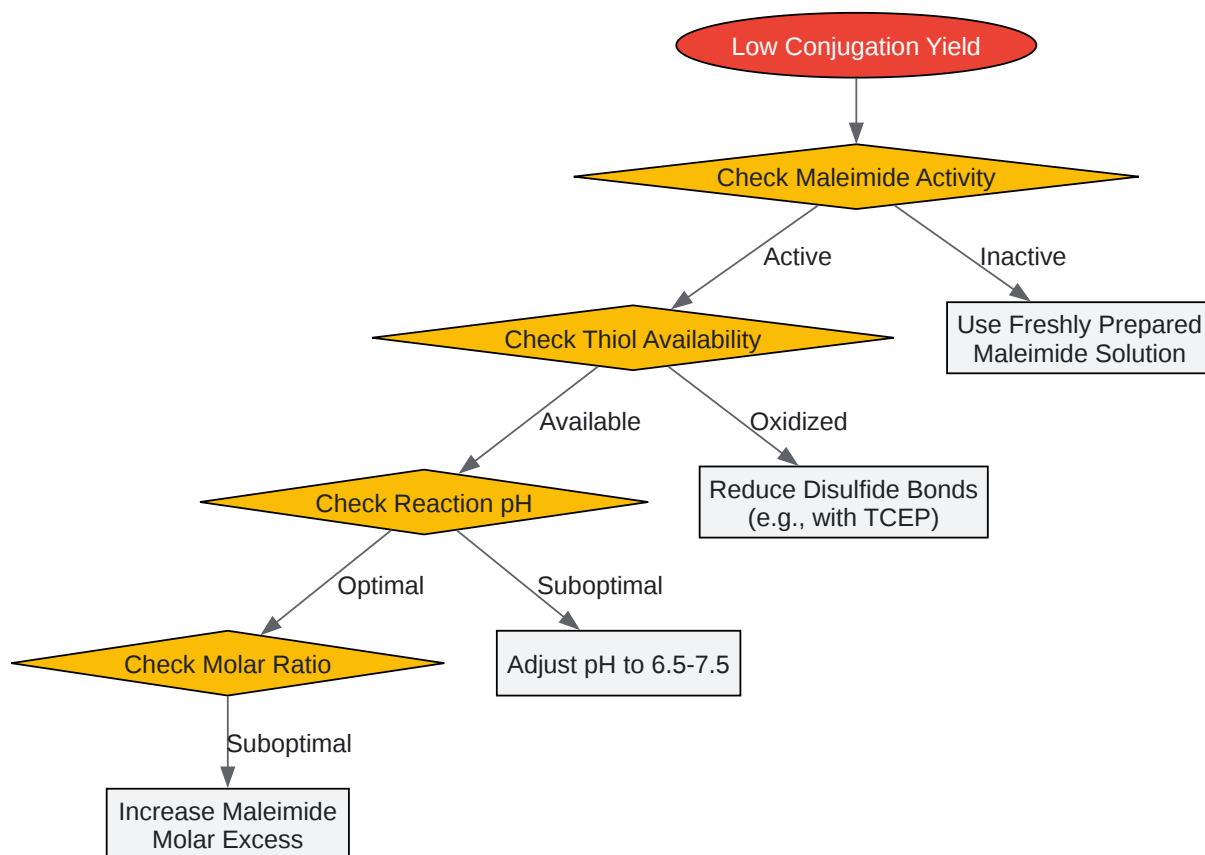 Low Conjugation Yield
Check Maleimide Activity
Active
Inactive
Use Freshly Prepared
Maleimide Solution
Check Thiol Availability
Available
Oxidized
Reduce Disulfide Bonds
(e.g., with TCEP)
Check Reaction pH
Optimal
Suboptimal
Adjust pH to 6.5-7.5
Check Molar Ratio
Suboptimal
Increase Maleimide
Molar Excess